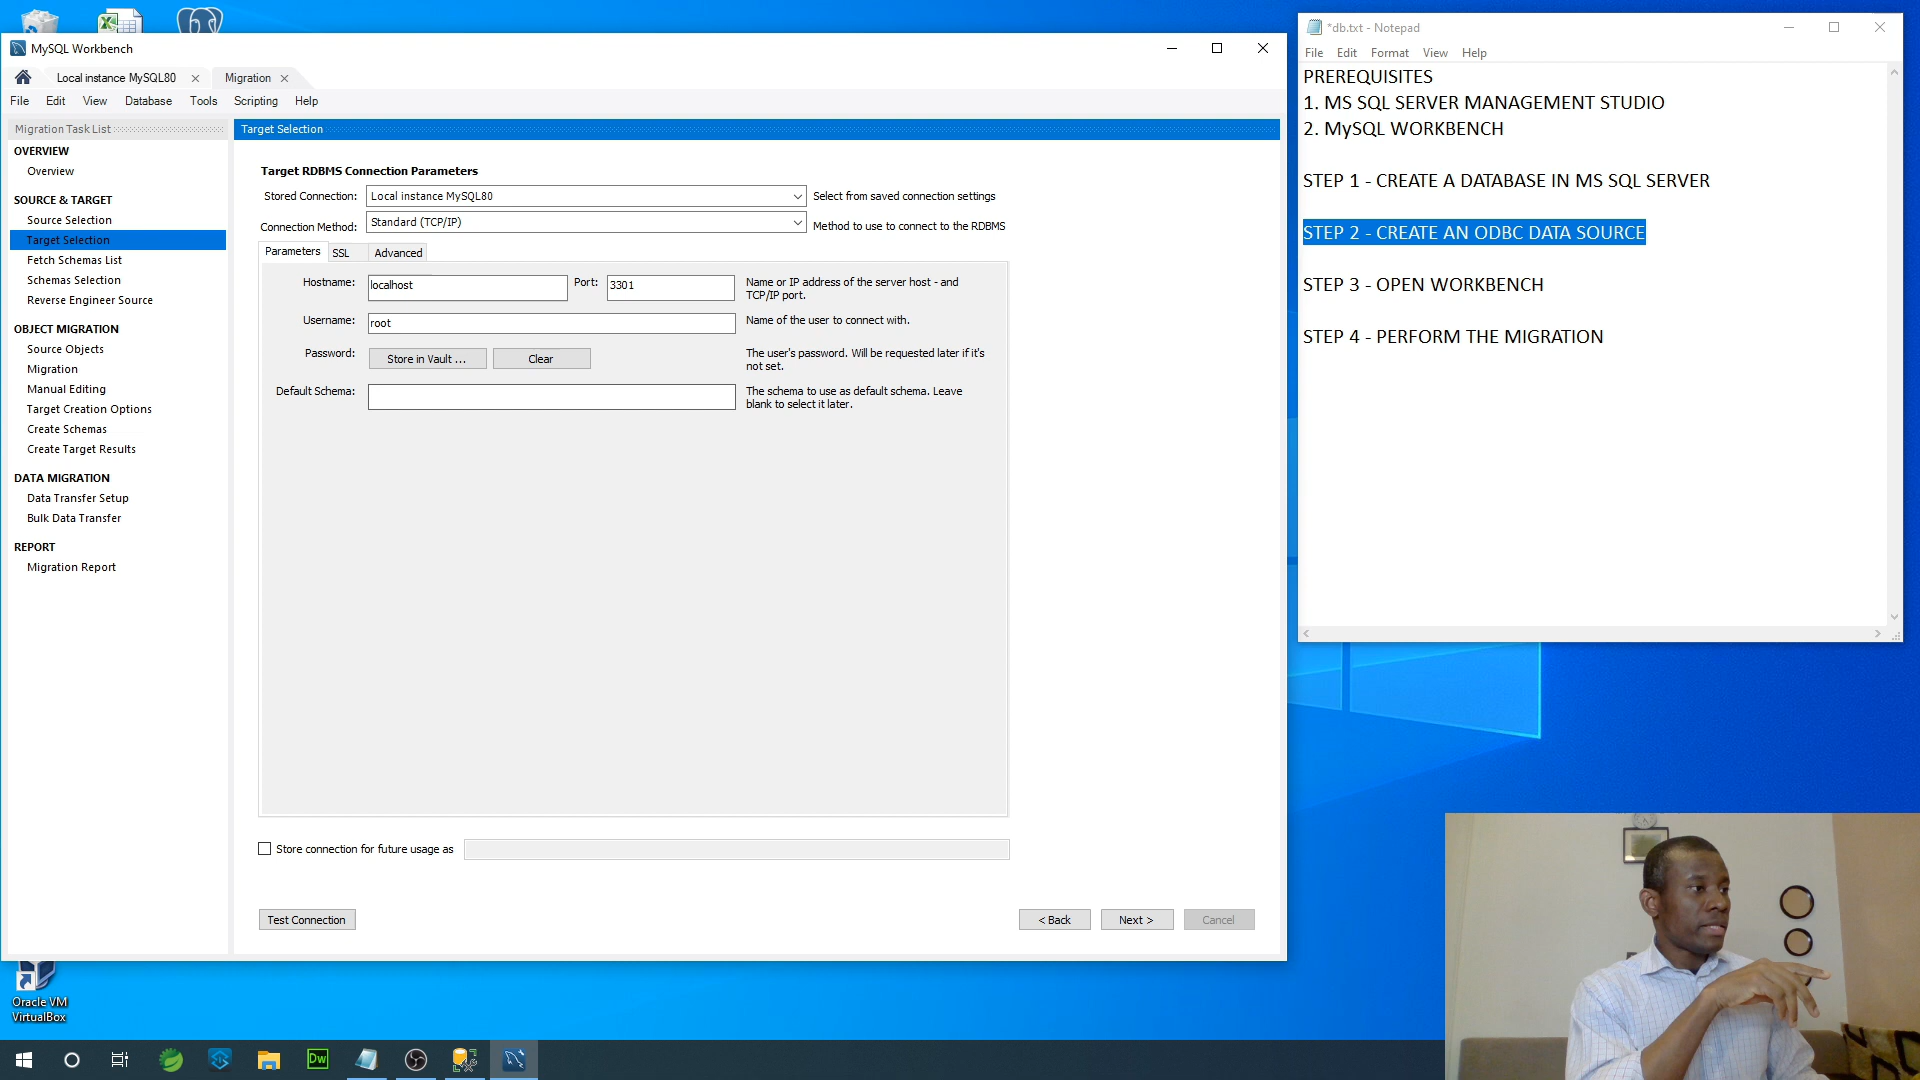 MySQL Workbench
Local instance MySQL80
Migration
File Edit View Database Tools Scripting Help
Migration Task List
OVERVIEW
Overview
SOURCE & TARGET
Source Selection
Target Selection
Fetch Schemas List
Schemas Selection
Reverse Engineer Source
OBJECT MIGRATION
Source Objects
Migration
Manual Editing
Target Creation Options
Create Schemas
Create Target Results
DATA MIGRATION
Data Transfer Setup
Bulk Data Transfer
REPORT
Migration Report
Target Selection
Target RDBMS Connection Parameters
Stored Connection: Local instance MySQL80 Select from saved connection settings
Connection Method: Standard (TCP/IP) Method to use to connect to the RDBMS
Parameters SSL Advanced
Hostname: localhost Port: 3301 Name or IP address of the server host - and
TCP/IP port.
Username: root Name of the user to connect with.
Password: Store in Vault ... Clear The user's password. Will be requested later if it's
not set.
Default Schema: The schema to use as default schema. Leave
blank to select it later.
Store connection for future usage as
Test Connection < Back Next > Cancel
*db.txt - Notepad
File Edit Format View Help
PREREQUISITES
1. MS SQL SERVER MANAGEMENT STUDIO
2. MySQL WORKBENCH
STEP 1 - CREATE A DATABASE IN MS SQL SERVER
STEP 2 - CREATE AN ODBC DATA SOURCE
STEP 3 - OPEN WORKBENCH
STEP 4 - PERFORM THE MIGRATION
Oracle VM
VirtualBox
Dw